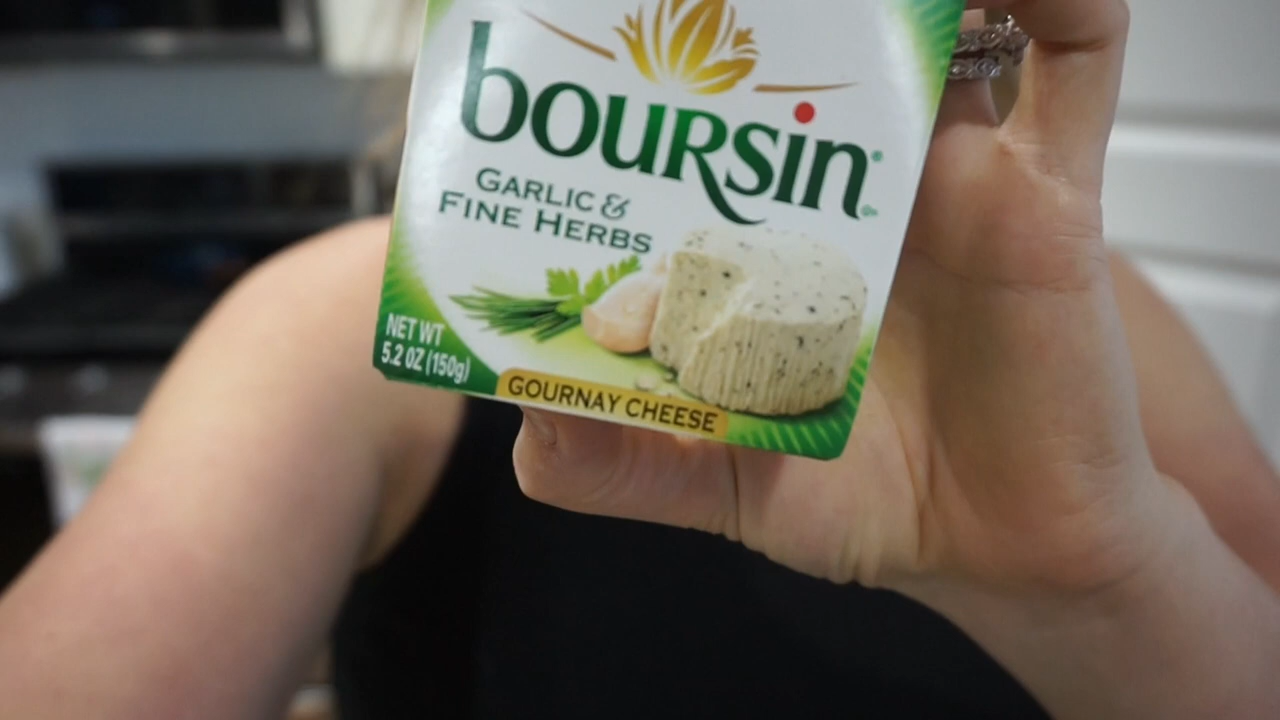 boursin®
GARLIC &
FINE HERBS
NET WT
5.2 OZ (150g)
GOURNAY CHEESE